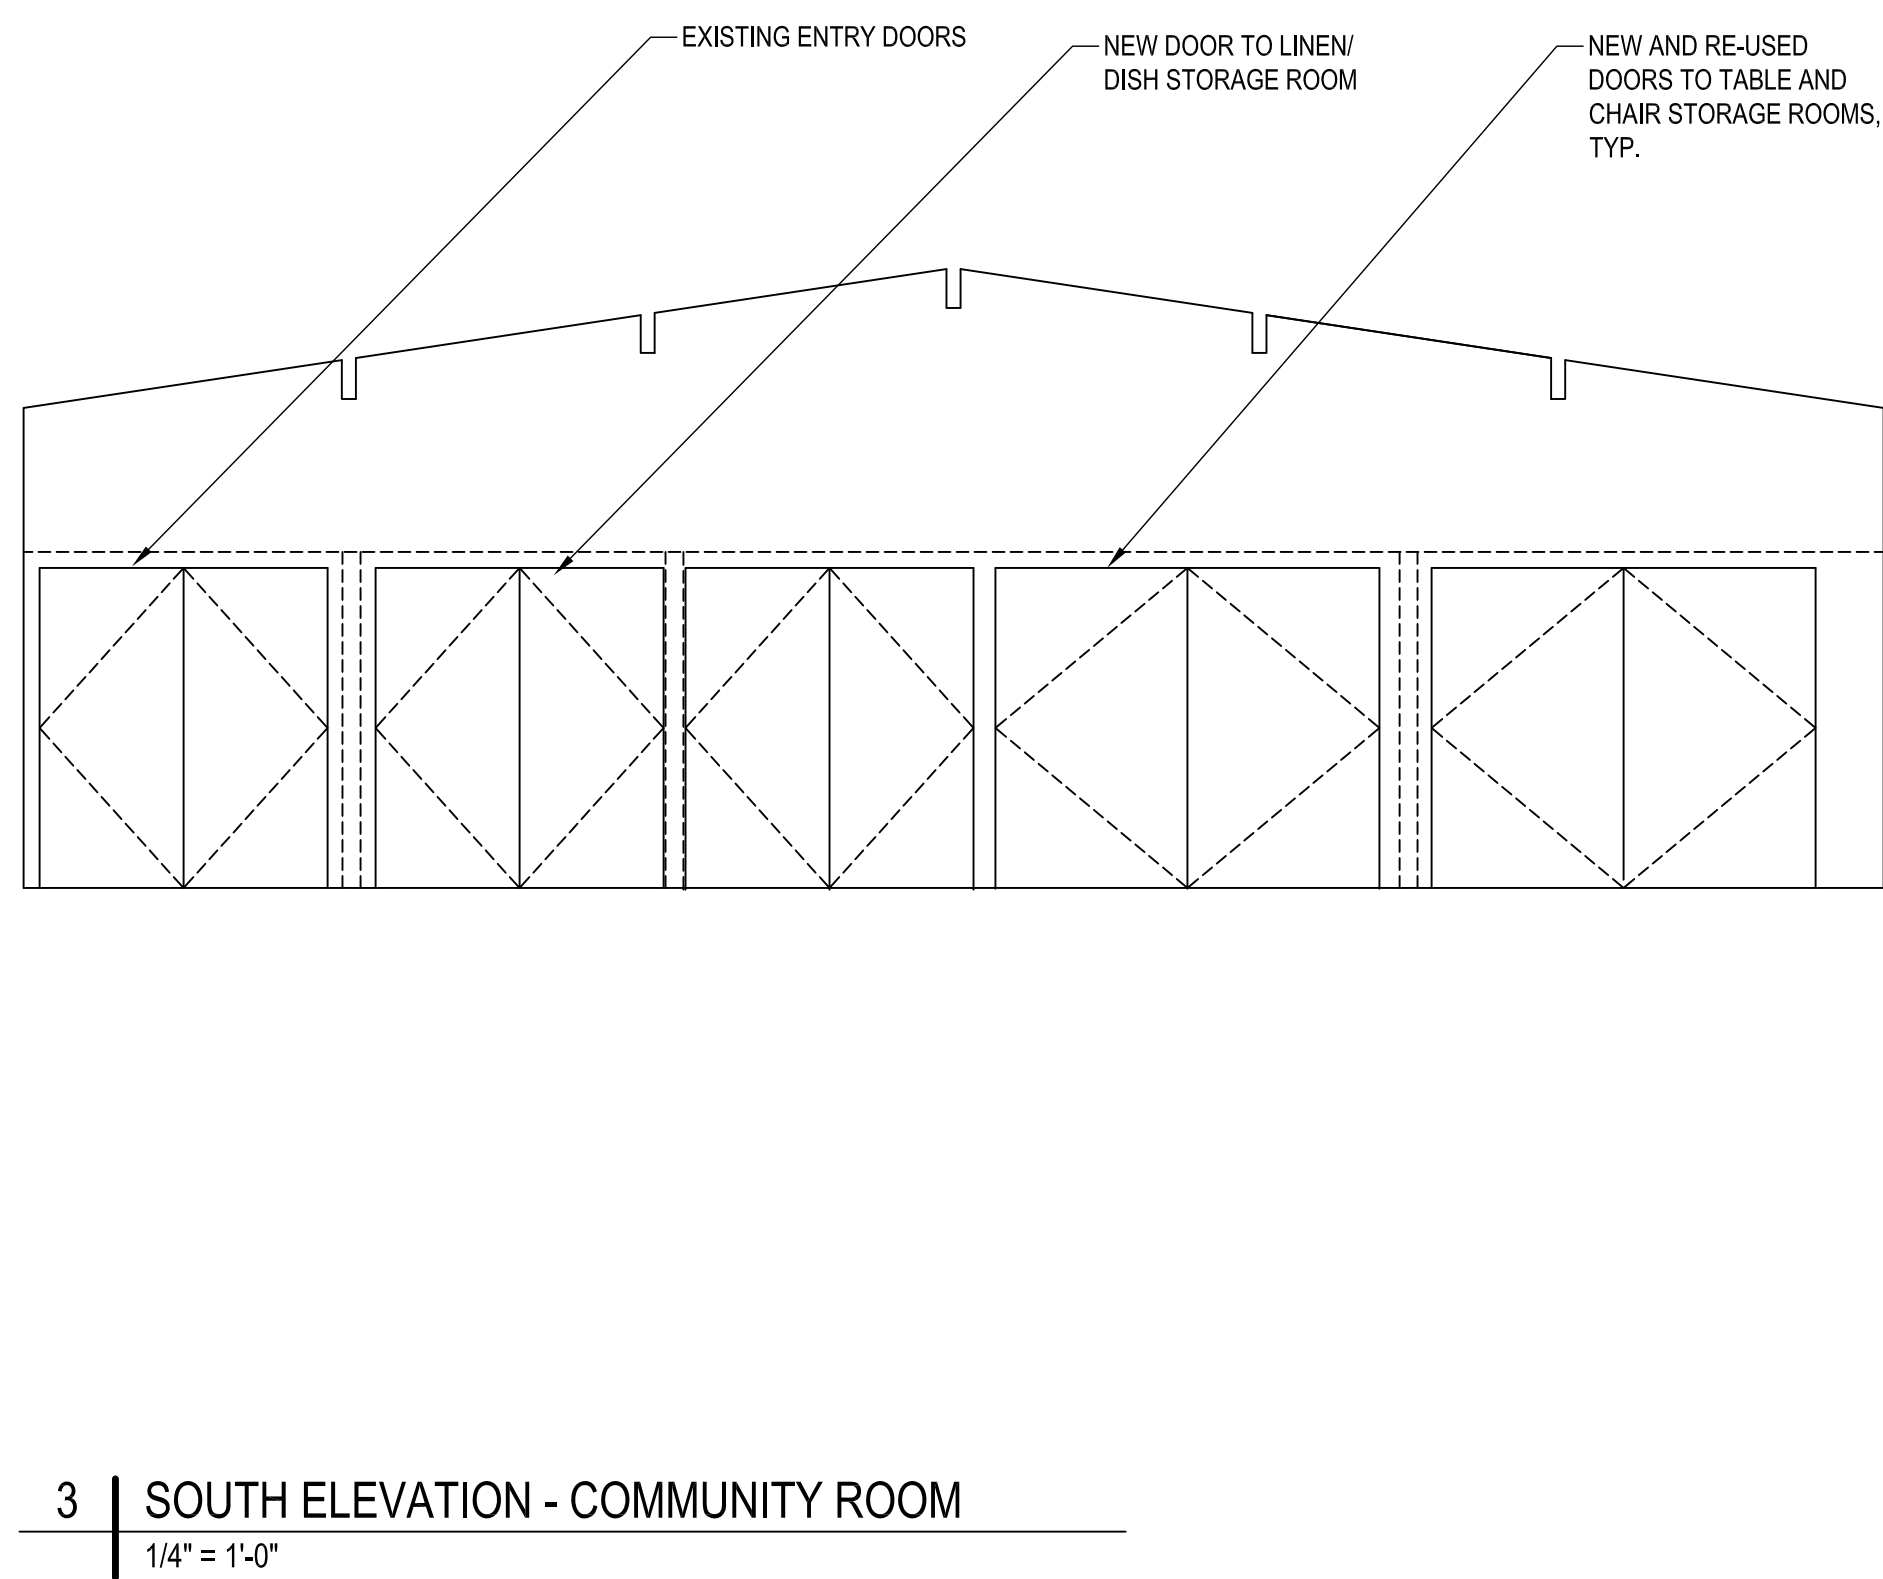 EXISTING ENTRY DOORS
NEW DOOR TO LINEN/
DISH STORAGE ROOM
NEW AND RE-USED
DOORS TO TABLE AND
CHAIR STORAGE ROOMS,
TYP.
3
SOUTH ELEVATION - COMMUNITY ROOM
1/4" = 1'-0"